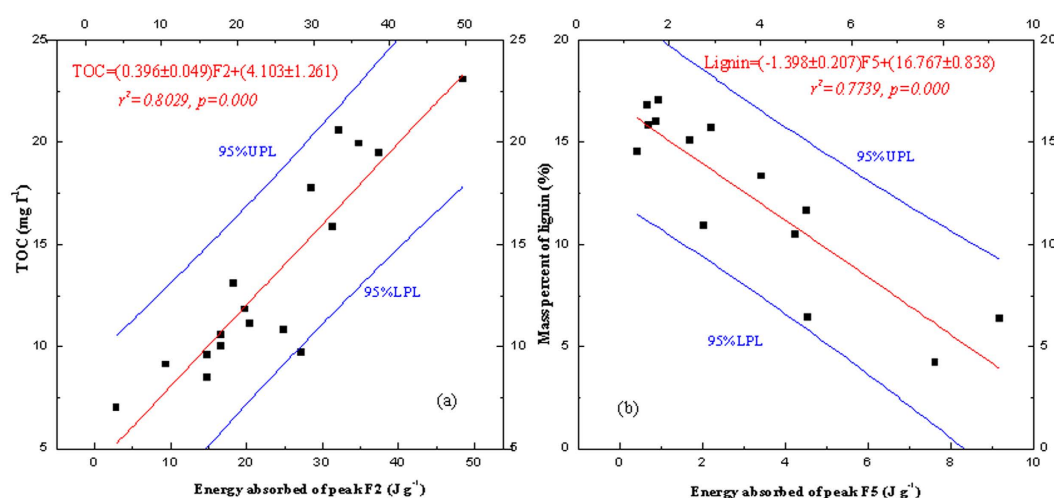 0 10 20 30 40 50
25
20
15
10
5
TOC (mg l⁻¹)
TOC=(0.396±0.049)F2+(4.103±1.261)
r²=0.8029, p=0.000
95%UPL
95%LPL
(a)
25
20
15
10
5
0 10 20 30 40 50
Energy absorbed of peak F2 (J g⁻¹)
0 2 4 6 8 10
20
15
10
5
0
Mass percent of lignin (%)
Lignin=(-1.398±0.207)F5+(16.767±0.838)
r²=0.7739, p=0.000
95%UPL
95%LPL
(b)
20
15
10
5
0
0 2 4 6 8 10
Energy absorbed of peak F5 (J g⁻¹)